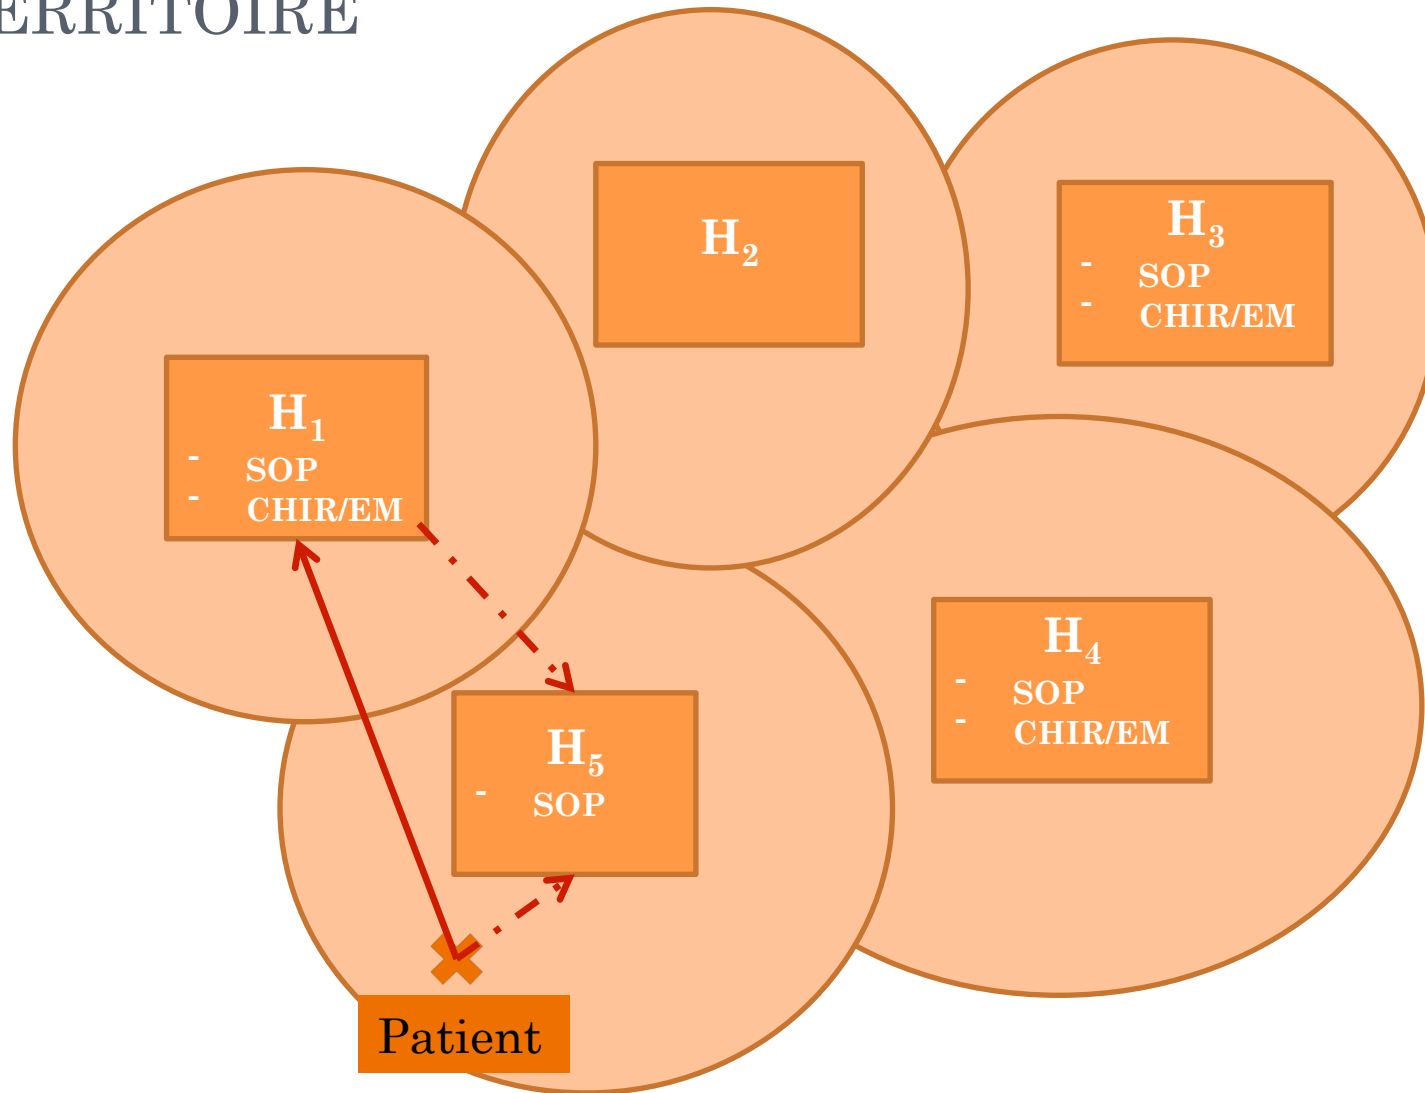 ERRITOIRE
H₂
H₃
- SOP
- CHIR/EM
H₁
- SOP
- CHIR/EM
H₄
- SOP
- CHIR/EM
H₅
- SOP
Patient